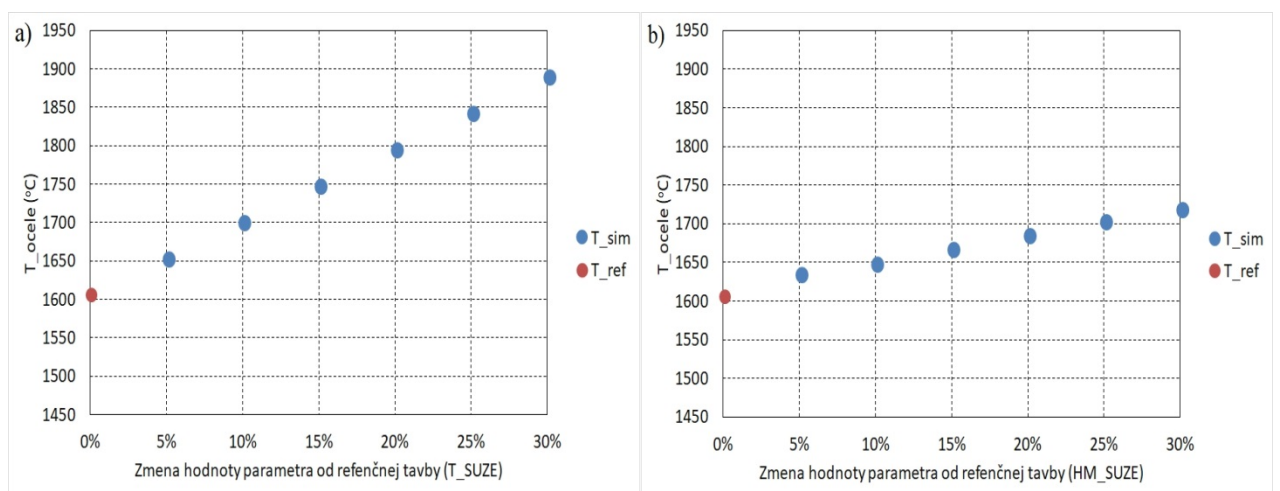 a)
1950
1900
1850
1800
1750
1700
1650
1600
1550
1500
1450
T_ocele (°C)
0% 5% 10% 15% 20% 25% 30%
Zmena hodnoty parametra od refenčnej tavby (T_SUZE)
T_sim
T_ref
b)
1950
1900
1850
1800
1750
1700
1650
1600
1550
1500
1450
T_ocele (°C)
0% 5% 10% 15% 20% 25% 30%
Zmena hodnoty parametra od refenčnej tavby (HM_SUZE)
T_sim
T_ref